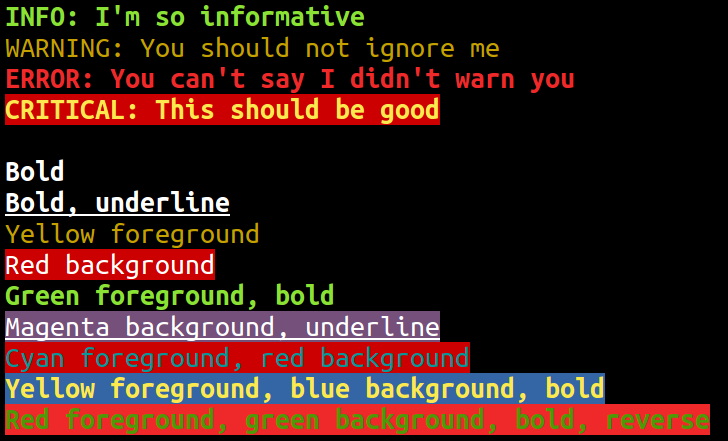 INFO: I'm so informative
WARNING: You should not ignore me
ERROR: You can't say I didn't warn you
CRITICAL: This should be good
Bold
Bold, underline
Yellow foreground
Red background
Green foreground, bold
Magenta background, underline
Cyan foreground, red background
Yellow foreground, blue background, bold
Red foreground, green background, bold, reverse